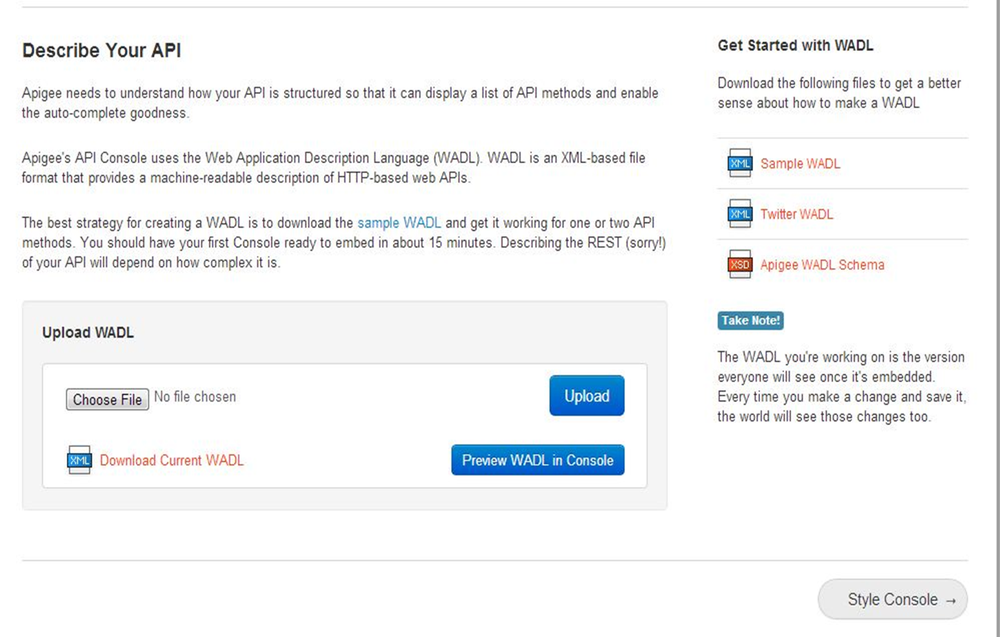 Describe Your API
Apigee needs to understand how your API is structured so that it can display a list of API methods and enable
the auto-complete goodness.
Apigee's API Console uses the Web Application Description Language (WADL). WADL is an XML-based file
format that provides a machine-readable description of HTTP-based web APIs.
The best strategy for creating a WADL is to download the sample WADL and get it working for one or two API
methods. You should have your first Console ready to embed in about 15 minutes. Describing the REST (sorry!)
of your API will depend on how complex it is.
Upload WADL
Choose File No file chosen
Upload
XML Download Current WADL
Preview WADL in Console
Get Started with WADL
Download the following files to get a better
sense about how to make a WADL
XML Sample WADL
XML Twitter WADL
XSD Apigee WADL Schema
Take Note!
The WADL you're working on is the version
everyone will see once it's embedded.
Every time you make a change and save it,
the world will see those changes too.
Style Console →